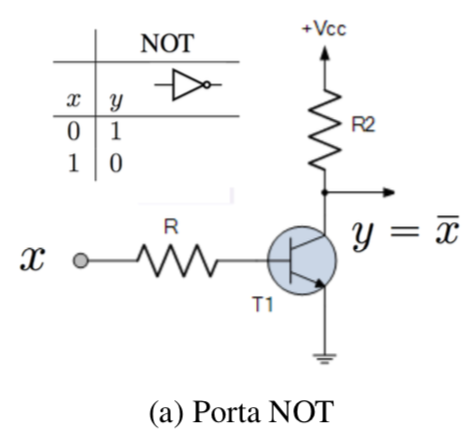 NOT
x y
0 1
1 0
+Vcc
R2
R
x
y = x̅
T1
(a) Porta NOT